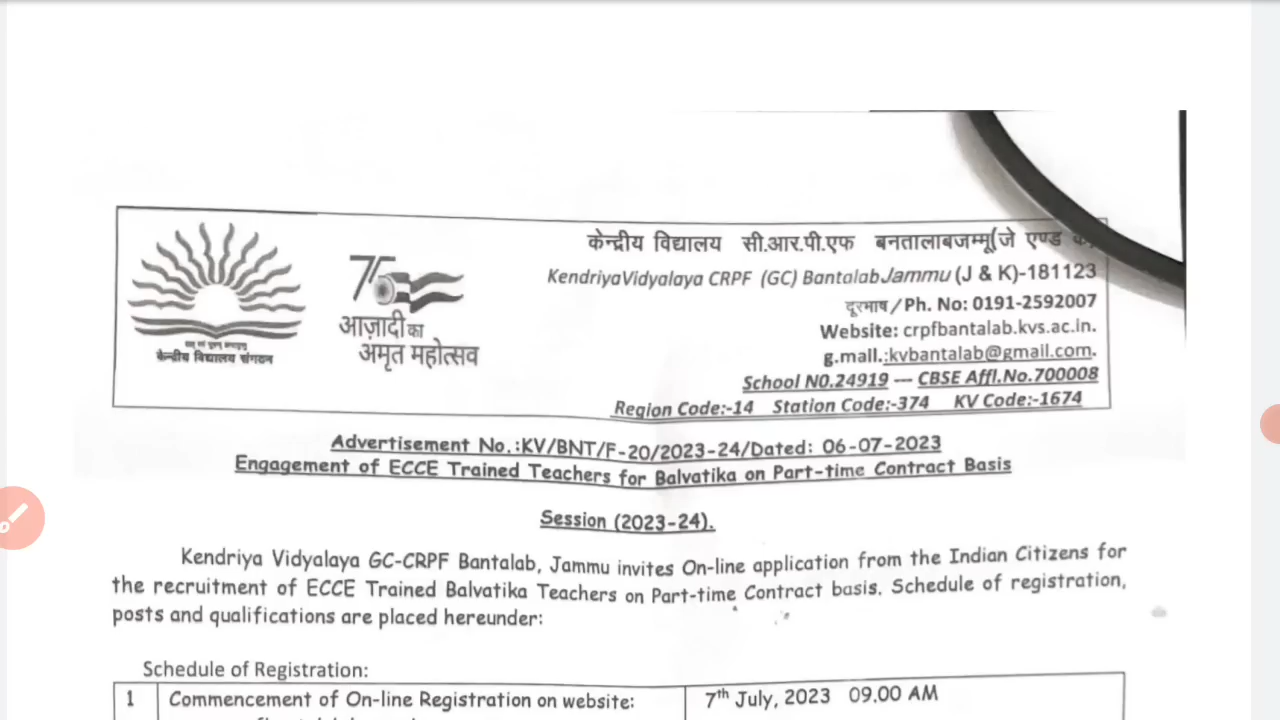 केन्द्रीय विद्यालय सी.आर.पी.एफ बनतालाबजम्मू(जे एण्ड
KendriyaVidyalaya CRPF (GC) BantalabJammu (J & K)-181123
दूरभाष/Ph. No: 0191-2592007
Website: crpfbantalab.kvs.ac.in.
g.mall.:kvbantalab@gmail.com.
School N0.24919 --- CBSE Affl.No.700008
Region Code:-14 Station Code:-374 KV Code:-1674
केन्द्रीय विद्यालय संगठन
75
आज़ादी का
अमृत महोत्सव
Advertisement No.:KV/BNT/F-20/2023-24/Dated: 06-07-2023
Engagement of ECCE Trained Teachers for Balvatika on Part-time Contract Basis
Session (2023-24).
Kendriya Vidyalaya GC-CRPF Bantalab, Jammu invites On-line application from the Indian Citizens for
the recruitment of ECCE Trained Balvatika Teachers on Part-time Contract basis. Schedule of registration,
posts and qualifications are placed hereunder:
Schedule of Registration:
1 Commencement of On-line Registration on website: 7th July, 2023 09.00 AM